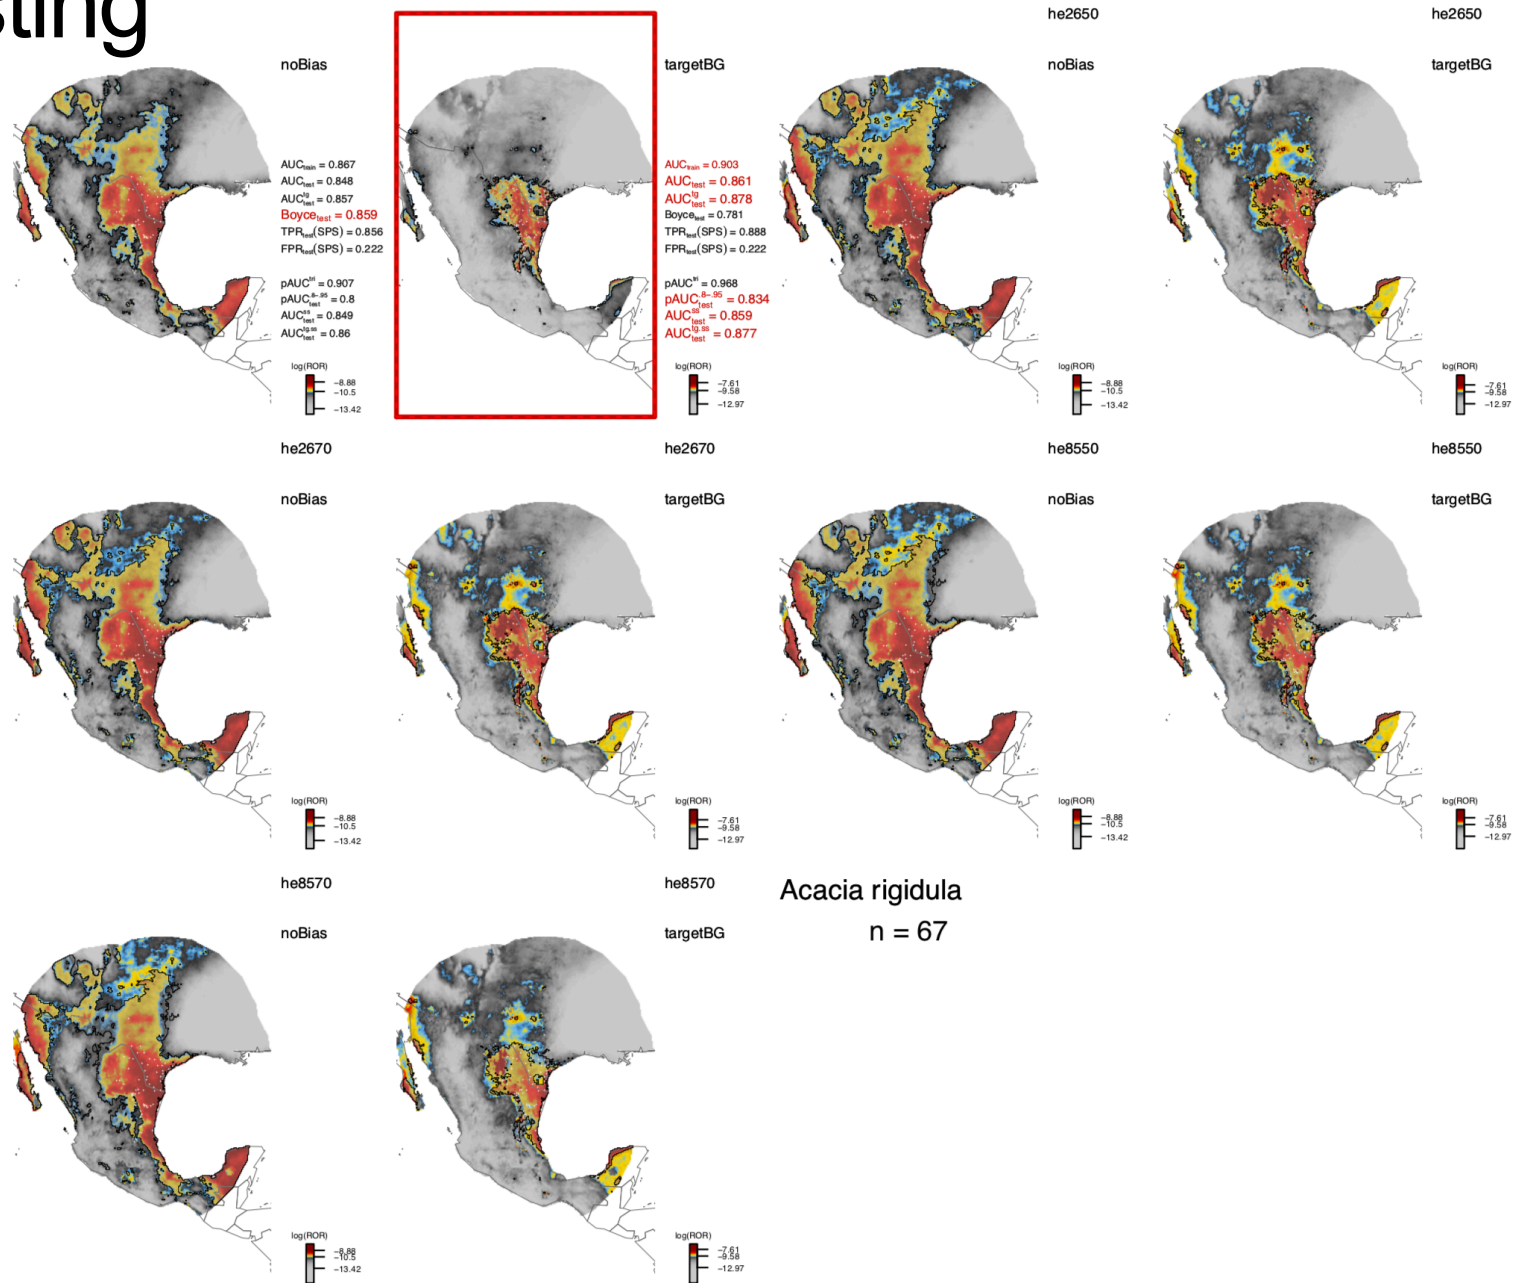 sting
noBias
AUCtrain = 0.867
AUCtest = 0.848
AUCtgtest = 0.857
Boycetest = 0.859
TPRtest(SPS) = 0.856
FPRtest(SPS) = 0.222
pAUCtri = 0.907
pAUC.8–.95test = 0.8
AUCsstest = 0.849
AUCtg.sstest = 0.86
log(ROR)
−8.88
−10.5
−13.42
targetBG
AUCtrain = 0.903
AUCtest = 0.861
AUCtgtest = 0.878
Boycetest = 0.781
TPRtest(SPS) = 0.888
FPRtest(SPS) = 0.222
pAUCtri = 0.968
pAUC.8–.95test = 0.834
AUCsstest = 0.859
AUCtg.sstest = 0.877
log(ROR)
−7.61
−9.58
−12.97
he2650
noBias
log(ROR)
−8.88
−10.5
−13.42
he2650
targetBG
log(ROR)
−7.61
−9.58
−12.97
he2670
noBias
log(ROR)
−8.88
−10.5
−13.42
he2670
targetBG
log(ROR)
−7.61
−9.58
−12.97
he8550
noBias
log(ROR)
−8.88
−10.5
−13.42
he8550
targetBG
log(ROR)
−7.61
−9.58
−12.97
he8570
noBias
log(ROR)
−8.88
−10.5
−13.42
he8570
targetBG
log(ROR)
−7.61
−9.58
−12.97
Acacia rigidula
n = 67